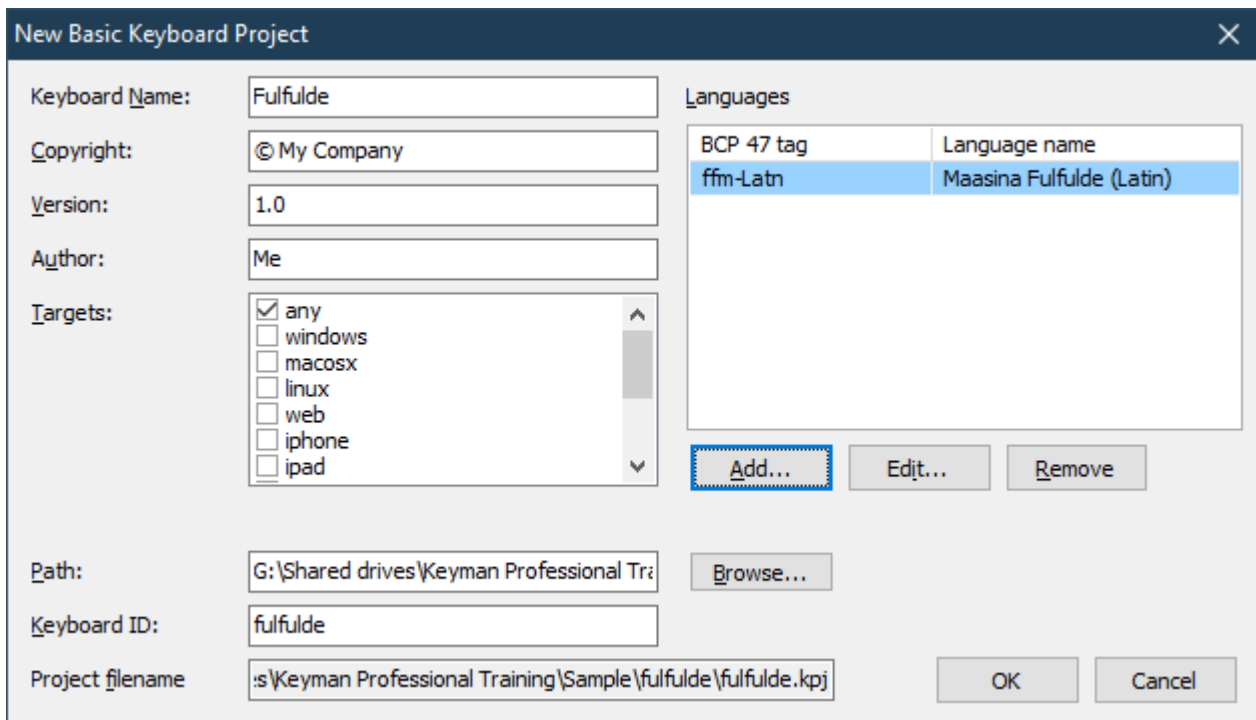 New Basic Keyboard Project
Keyboard Name: Fulfulde
Copyright: © My Company
Version: 1.0
Author: Me
Targets:
any
windows
macosx
linux
web
iphone
ipad
Languages
BCP 47 tag Language name
ffm-Latn Maasina Fulfulde (Latin)
Add... Edit... Remove
Path: G:\Shared drives\Keyman Professional Tra Browse...
Keyboard ID: fulfulde
Project filename :s\Keyman Professional Training\Sample\fulfulde\fulfulde.kpj OK Cancel